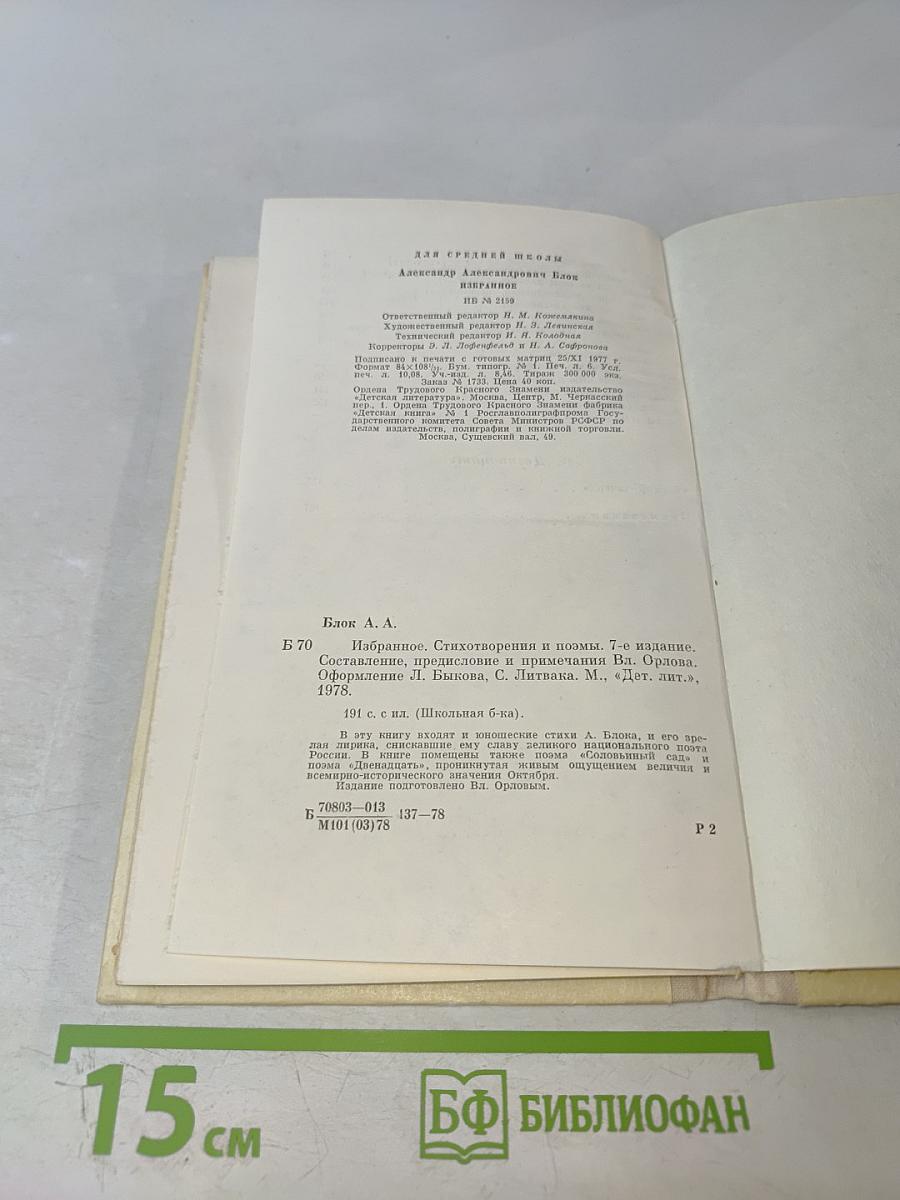 ДЛЯ СРЕДНЕЙ ШКОЛЫ
Александр Александрович Блок
ИЗБРАННОЕ
ИБ № 2159
Ответственный редактор Н. М. Кожемякина
Художественный редактор Н. З. Левинская
Технический редактор И. Я. Колодная
Корректоры Э. Л. Лофенфельд и Н. А. Сафронова
Подписано к печати с готовых матриц 25/XI 1977 г.
Формат 84×108¹/₃₂. Бум. типогр. № 1. Печ. л. 6. Усл.
печ. л. 10,08. Уч.-изд. л. 8,46. Тираж 300 000 экз.
Заказ № 1733. Цена 40 коп.
Ордена Трудового Красного Знамени издательство
«Детская литература». Москва, Центр, М. Черкасский
пер., 1. Ордена Трудового Красного Знамени фабрика
«Детская книга» № 1 Росглавполиграфпрома Госу-
дарственного комитета Совета Министров РСФСР по
делам издательств, полиграфии и книжной торговли.
Москва, Сущевский вал, 49.
Блок А. А.
Б 70 Избранное. Стихотворения и поэмы. 7-е издание.
Составление, предисловие и примечания Вл. Орлова.
Оформление Л. Быкова, С. Литвака. М., «Дет. лит.»,
1978.
191 с. с ил. (Школьная б-ка).
В эту книгу входят и юношеские стихи А. Блока, и его зре-
лая лирика, снискавшие ему славу великого национального поэта
России. В книге помещены также поэма «Соловьиный сад» и
поэма «Двенадцать», проникнутая живым ощущением величия и
всемирно-исторического значения Октября.
Издание подготовлено Вл. Орловым.
70803—013
Б 137—78
М101(03)78
Р 2
15 см
БФ БИБЛИОФАН